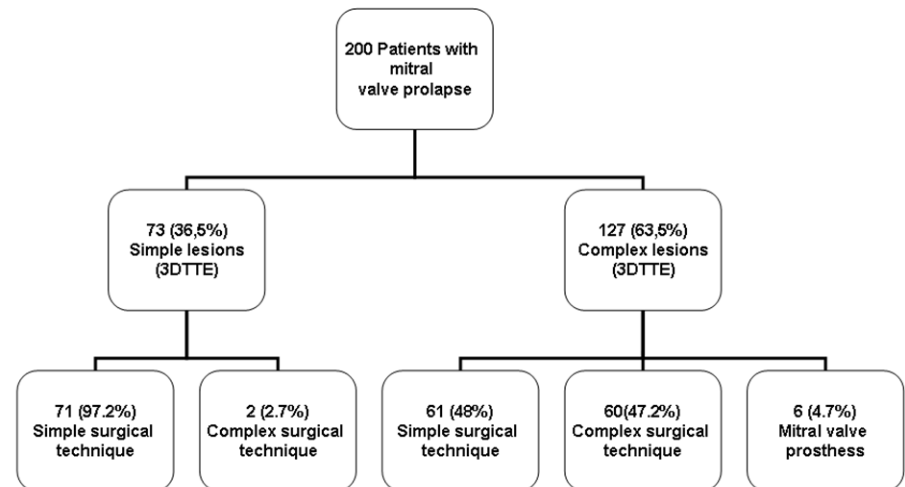 200 Patients with
mitral
valve prolapse
73 (36,5%)
Simple lesions
(3DTTE)
127 (63,5%)
Complex lesions
(3DTTE)
71 (97.2%)
Simple surgical
technique
2 (2.7%)
Complex surgical
technique
61 (48%)
Simple surgical
technique
60(47.2%)
Complex surgical
technique
6 (4.7%)
Mitral valve
prosthess